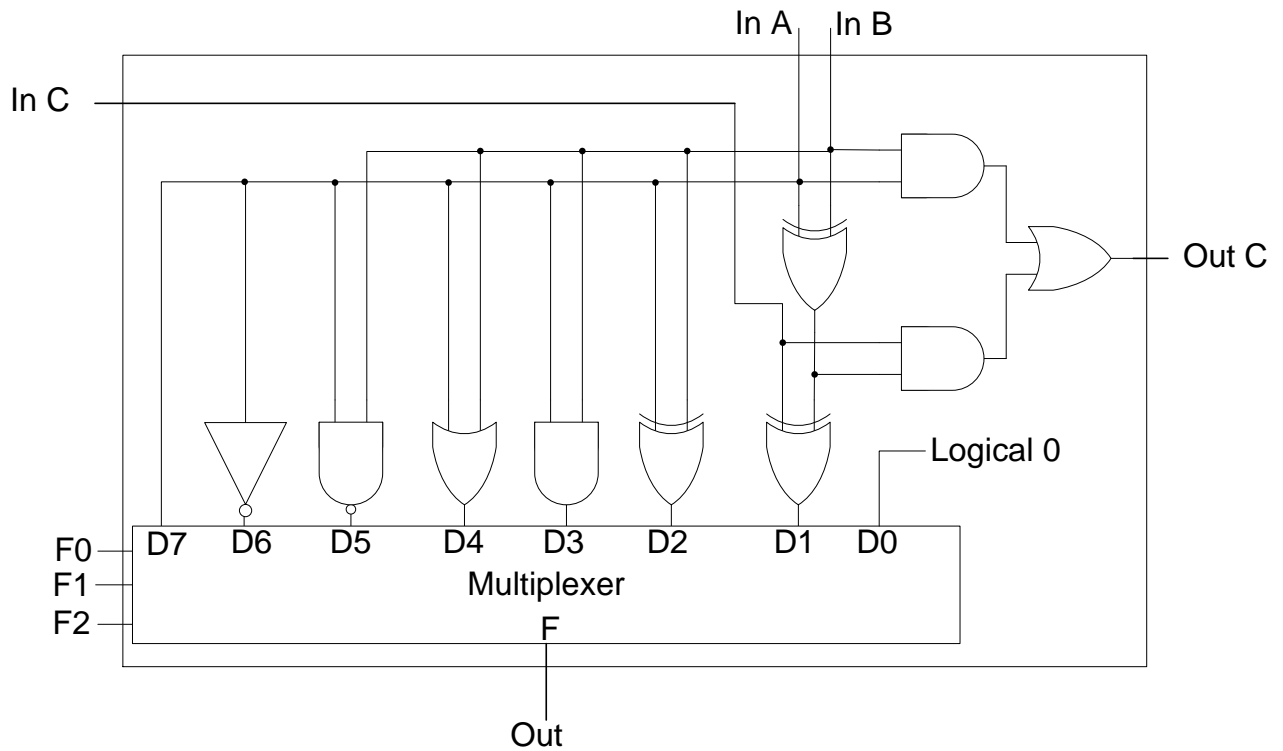 In A In B
In C
Out C
Logical 0
D7 D6 D5 D4 D3 D2 D1 D0
F0
F1
Multiplexer
F2
F
Out